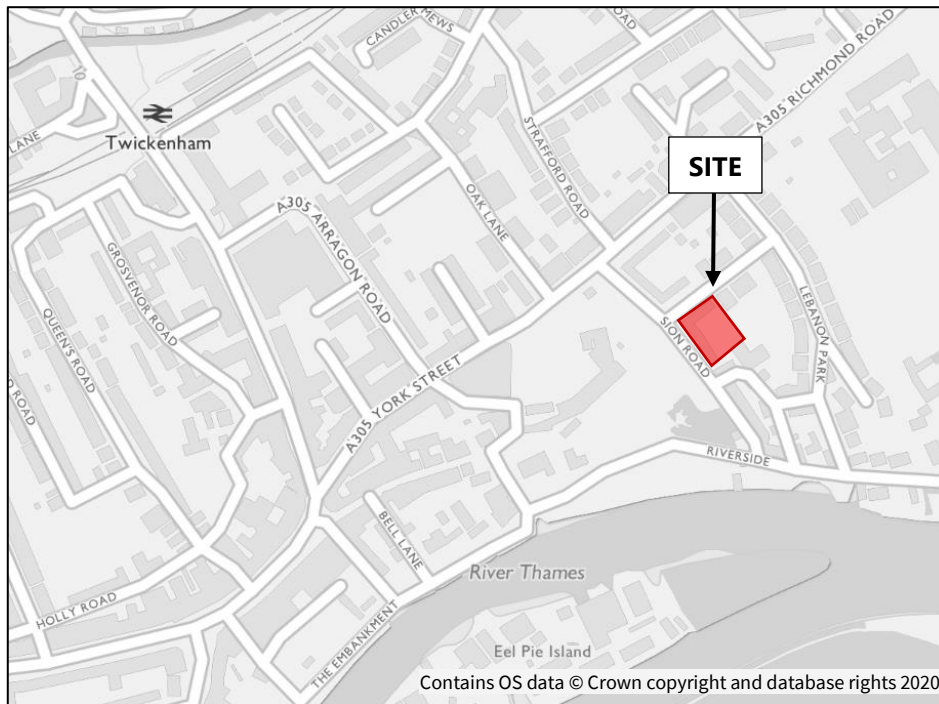 CANDLER
MEWS
ROAD
A305 RICHMOND ROAD
10
LANE
Twickenham
STRAFFORD ROAD
SITE
OAK LANE
A305 ARRAGON ROAD
GROSVENOR ROAD
QUEEN'S ROAD
SION ROAD
LEBANON PARK
A305 YORK STREET
RIVERSIDE
BELL LANE
River Thames
HOLLY ROAD
THE EMBANKMENT
Eel Pie Island
Contains OS data © Crown copyright and database rights 2020